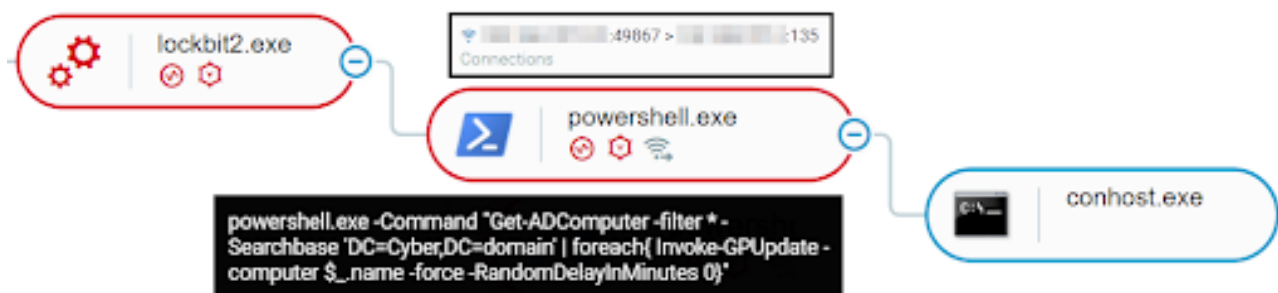 lockbit2.exe
:49867 > :135
Connections
powershell.exe
powershell.exe -Command "Get-ADComputer -filter * -
Searchbase 'DC=Cyber,DC=domain' | foreach{ Invoke-GPUpdate -
computer $_.name -force -RandomDelayInMinutes 0}"
C:\
conhost.exe